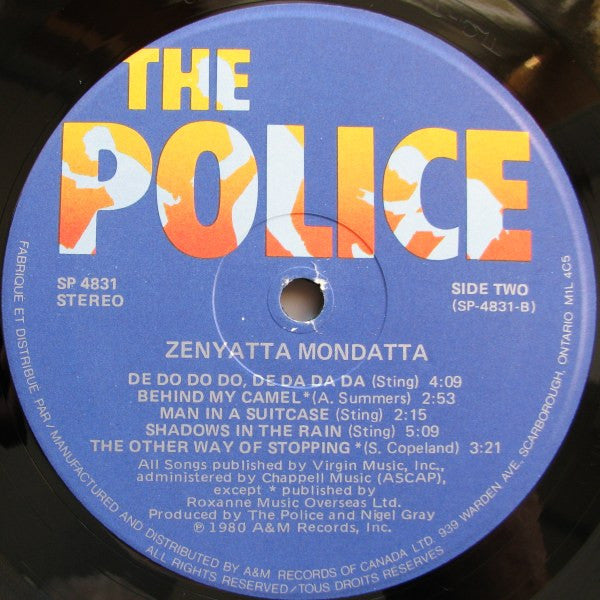 THE
POLICE
SP 4831
STEREO
SIDE TWO
(SP-4831-B)
ZENYATTA MONDATTA
DE DO DO DO, DE DA DA DA (Sting) 4:09
BEHIND MY CAMEL*(A. Summers) 2:53
MAN IN A SUITCASE (Sting) 2:15
SHADOWS IN THE RAIN (Sting) 5:09
THE OTHER WAY OF STOPPING *(S. Copeland) 3:21
All Songs published by Virgin Music, Inc.,
administered by Chappell Music (ASCAP),
except * published by
Roxanne Music Overseas Ltd.
Produced by The Police and Nigel Gray
℗ 1980 A&M Records, Inc.
FABRIQUÉ ET DISTRIBUÉ PAR/MANUFACTURED AND DISTRIBUTED BY A&M RECORDS OF CANADA LTD. 939 WARDEN AVE, SCARBOROUGH, ONTARIO M1L 4C5
ALL RIGHTS RESERVED/TOUS DROITS RESERVÉS